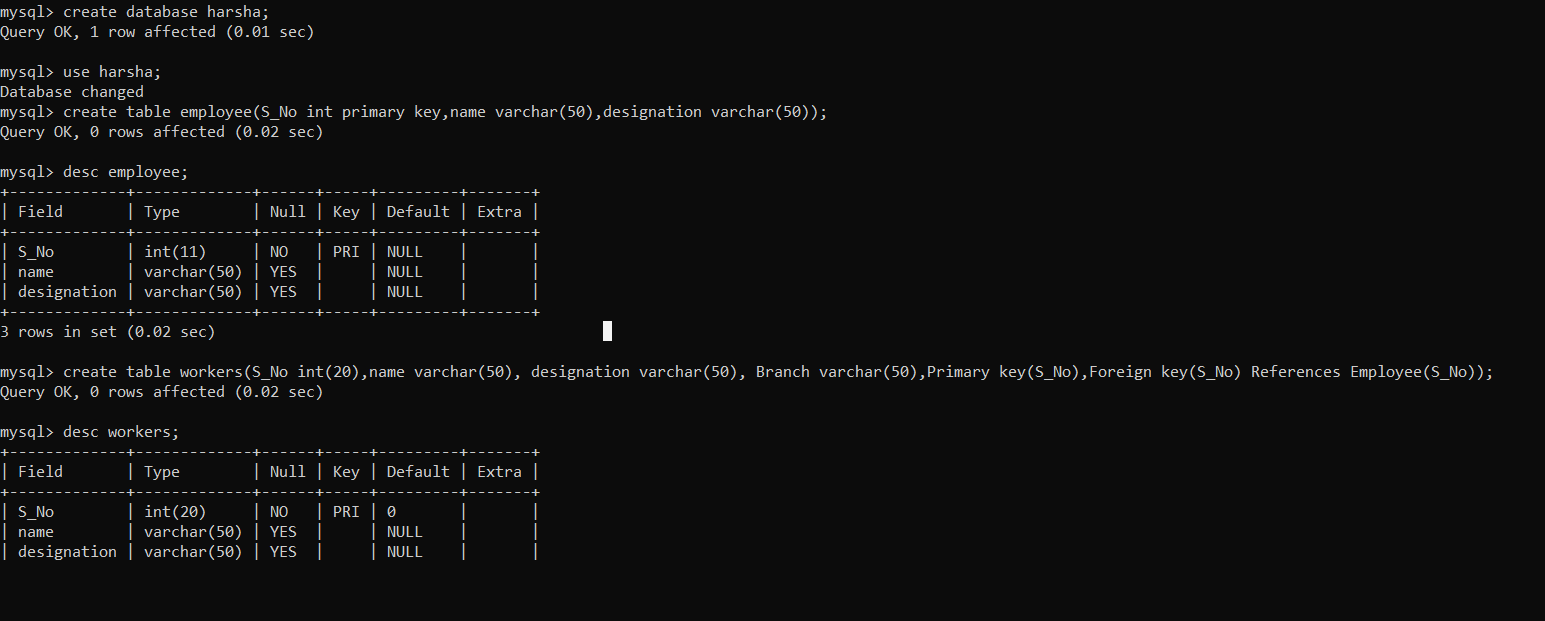 mysql> create database harsha;
Query OK, 1 row affected (0.01 sec)
mysql> use harsha;
Database changed
mysql> create table employee(S_No int primary key,name varchar(50),designation varchar(50));
Query OK, 0 rows affected (0.02 sec)
mysql> desc employee;
+-------------+-------------+------+-----+---------+-------+
| Field       | Type        | Null | Key | Default | Extra |
+-------------+-------------+------+-----+---------+-------+
| S_No        | int(11)     | NO   | PRI | NULL    |       |
| name        | varchar(50) | YES  |     | NULL    |       |
| designation | varchar(50) | YES  |     | NULL    |       |
+-------------+-------------+------+-----+---------+-------+
3 rows in set (0.02 sec)
mysql> create table workers(S_No int(20),name varchar(50), designation varchar(50), Branch varchar(50),Primary key(S_No),Foreign key(S_No) References Employee(S_No));
Query OK, 0 rows affected (0.02 sec)
mysql> desc workers;
+-------------+-------------+------+-----+---------+-------+
| Field       | Type        | Null | Key | Default | Extra |
+-------------+-------------+------+-----+---------+-------+
| S_No        | int(20)     | NO   | PRI | 0       |       |
| name        | varchar(50) | YES  |     | NULL    |       |
| designation | varchar(50) | YES  |     | NULL    |       |